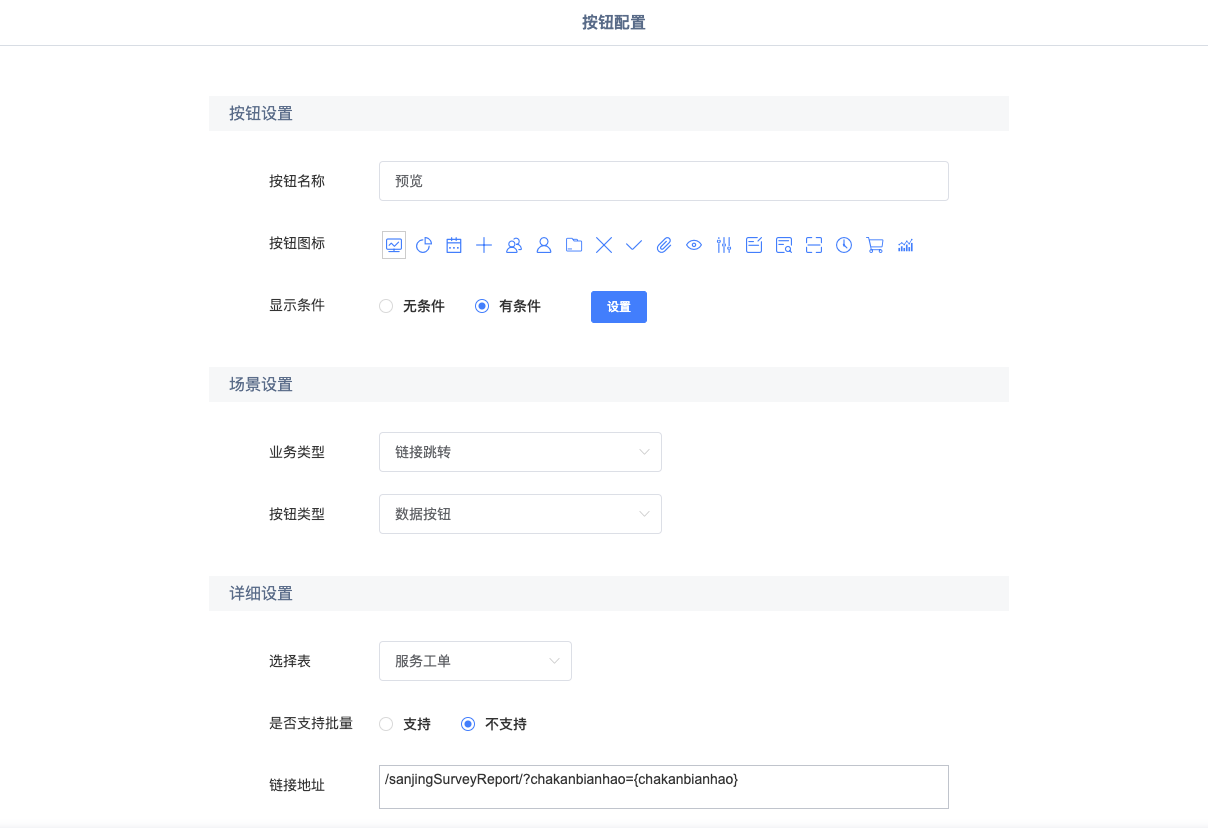 按钮配置
按钮设置
按钮名称 预览
按钮图标
显示条件 无条件 有条件 设置
场景设置
业务类型 链接跳转
按钮类型 数据按钮
详细设置
选择表 服务工单
是否支持批量 支持 不支持
链接地址 /sanjingSurveyReport/?chakanbianhao={chakanbianhao}